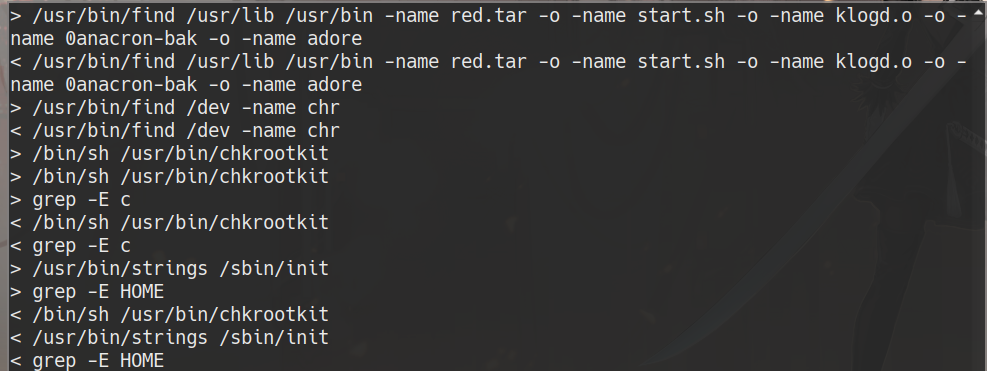 > /usr/bin/find /usr/lib /usr/bin -name red.tar -o -name start.sh -o -name klogd.o -o -
name 0anacron-bak -o -name adore
< /usr/bin/find /usr/lib /usr/bin -name red.tar -o -name start.sh -o -name klogd.o -o -
name 0anacron-bak -o -name adore
> /usr/bin/find /dev -name chr
< /usr/bin/find /dev -name chr
> /bin/sh /usr/bin/chkrootkit
> /bin/sh /usr/bin/chkrootkit
> grep -E c
< /bin/sh /usr/bin/chkrootkit
< grep -E c
> /usr/bin/strings /sbin/init
> grep -E HOME
< /bin/sh /usr/bin/chkrootkit
< /usr/bin/strings /sbin/init
< grep -E HOME